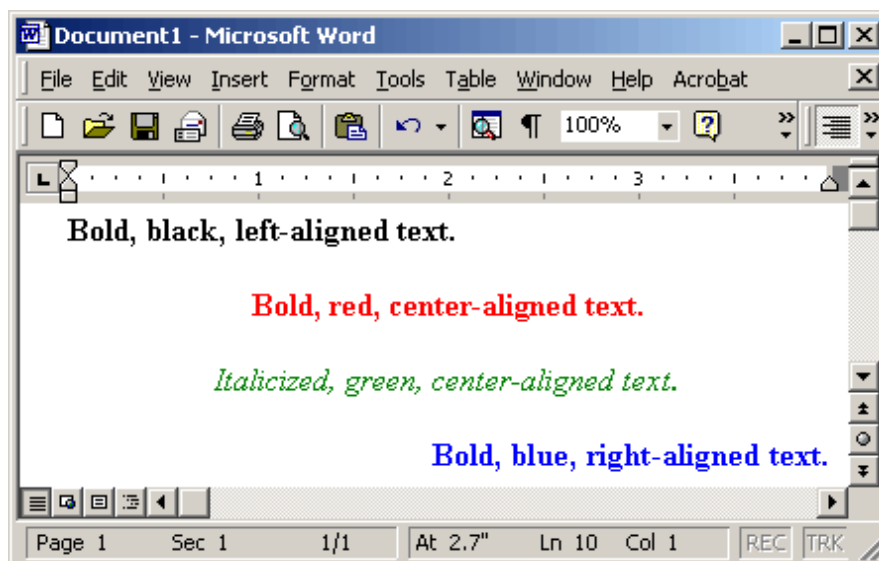 Document1 - Microsoft Word
File Edit View Insert Format Tools Table Window Help Acrobat
100%
1 2 3
Bold, black, left-aligned text.
Bold, red, center-aligned text.
Italicized, green, center-aligned text.
Bold, blue, right-aligned text.
Page 1 Sec 1 1/1 At 2.7" Ln 10 Col 1 REC TRK